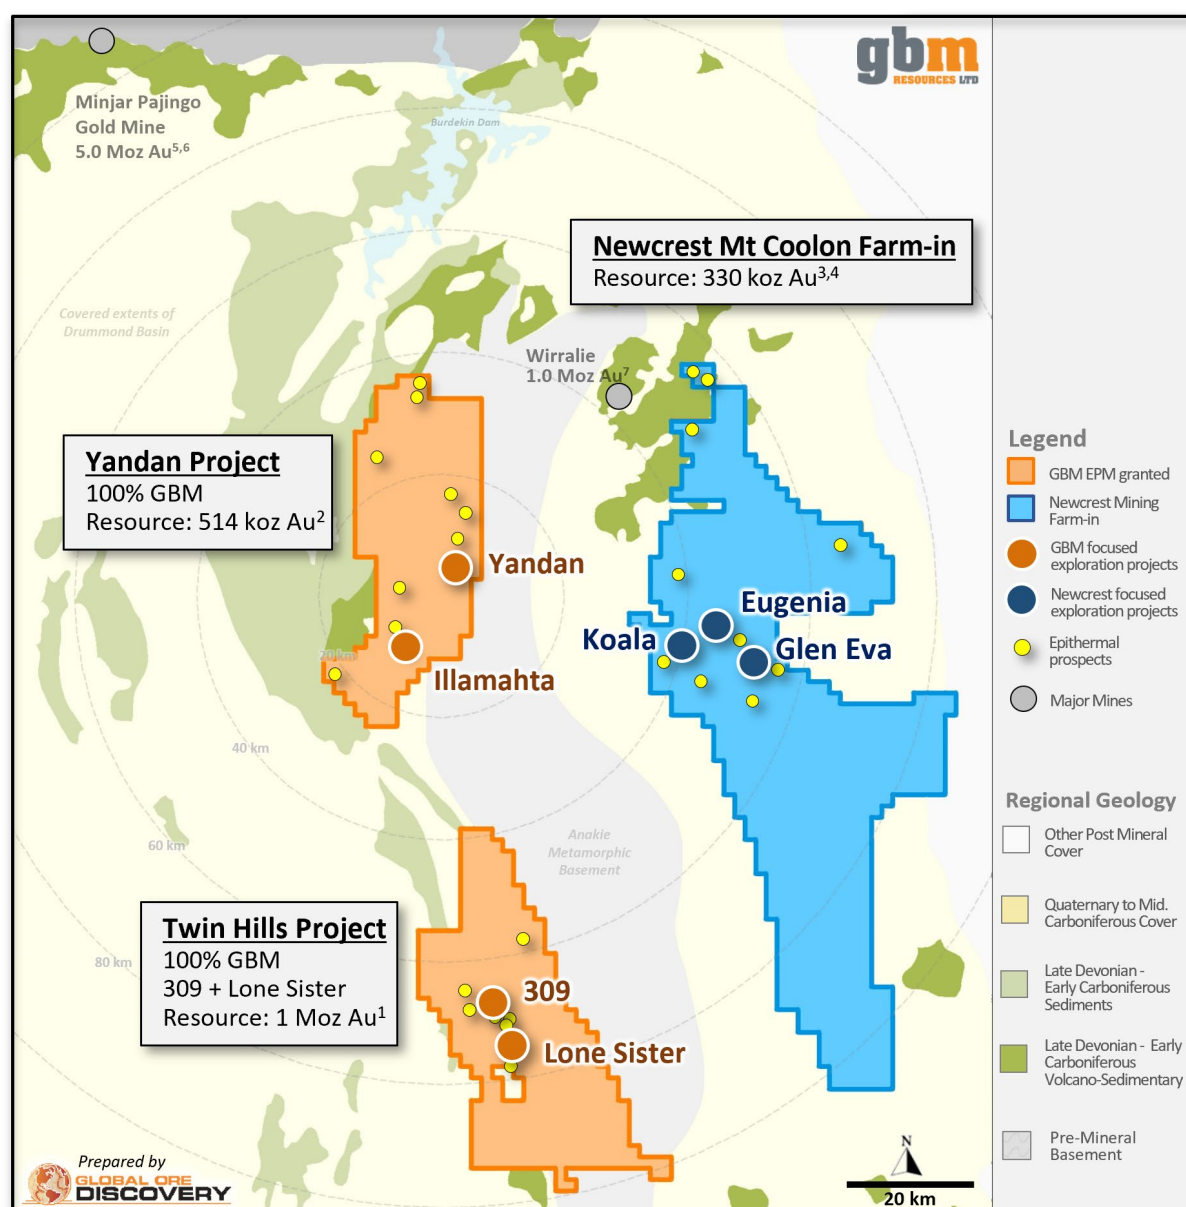 gbm
RESOURCES LTD
Minjar Pajingo
Gold Mine
5.0 Moz Au5,6
Burdekin Dam
Newcrest Mt Coolon Farm-in
Resource: 330 koz Au3,4
Covered extents of
Drummond Basin
Wirralie
1.0 Moz Au7
Yandan Project
100% GBM
Resource: 514 koz Au2
Yandan
Eugenia
Koala
Glen Eva
20 km
Illamahta
40 km
60 km
Anakie
Metamorphic
Basement
Twin Hills Project
100% GBM
309 + Lone Sister
Resource: 1 Moz Au1
80 km
309
Lone Sister
Prepared by
GLOBAL ORE
DISCOVERY
N
20 km
Legend
GBM EPM granted
Newcrest Mining
Farm-in
GBM focused
exploration projects
Newcrest focused
exploration projects
Epithermal
prospects
Major Mines
Regional Geology
Other Post Mineral
Cover
Quaternary to Mid.
Carboniferous Cover
Late Devonian -
Early Carboniferous
Sediments
Late Devonian - Early
Carboniferous
Volcano-Sedimentary
Pre-Mineral
Basement